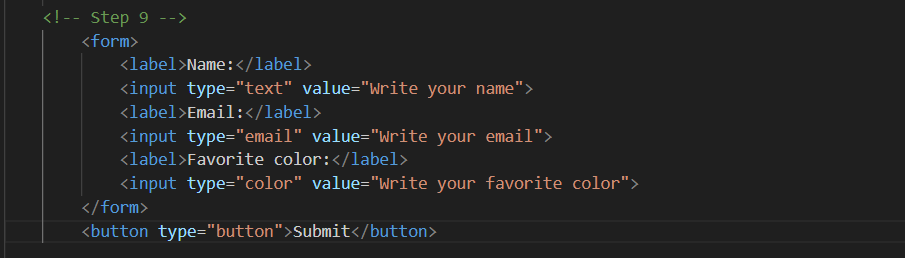 <!-- Step 9 -->
<form>
<label>Name:</label>
<input type="text" value="Write your name">
<label>Email:</label>
<input type="email" value="Write your email">
<label>Favorite color:</label>
<input type="color" value="Write your favorite color">
</form>
<button type="button">Submit</button>